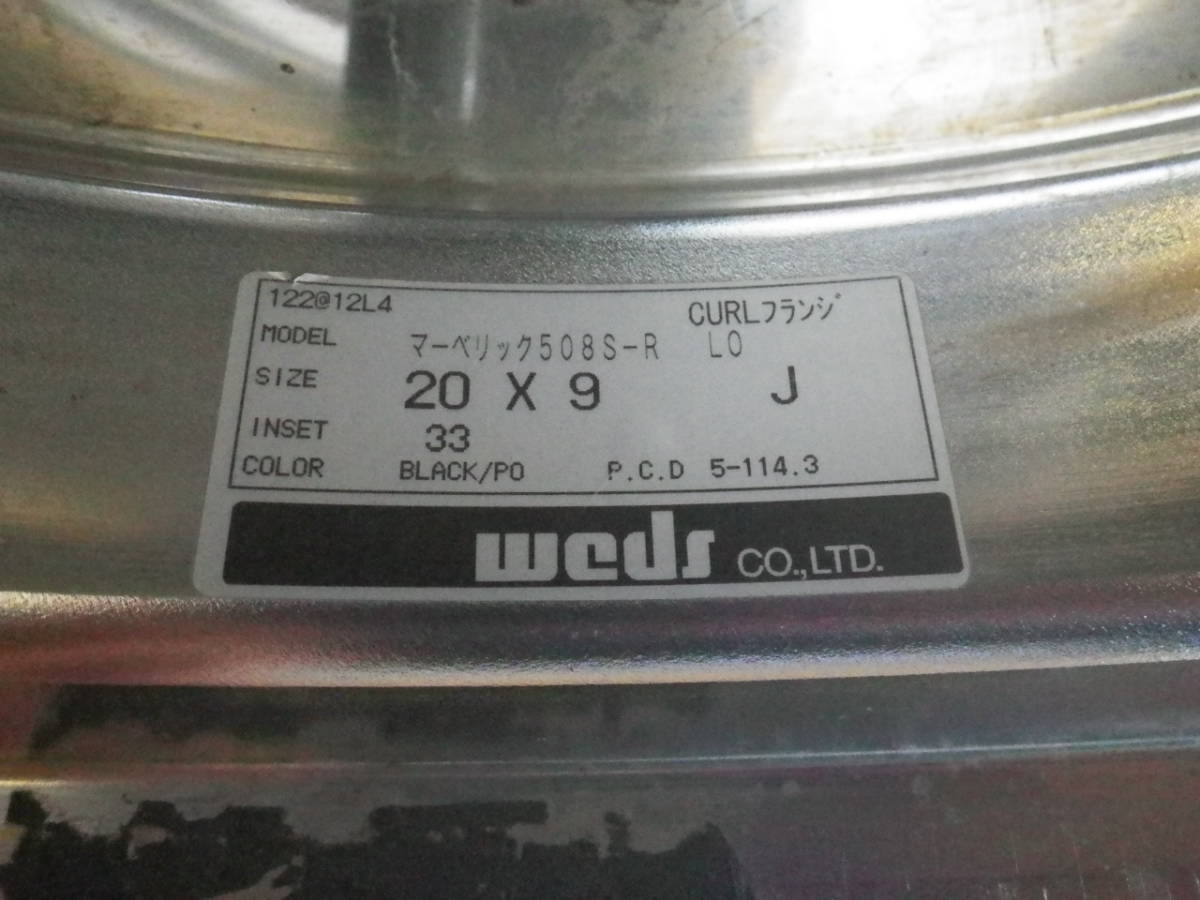 122@12L4
CURLフランジ
MODEL マーベリック508S-R LO
SIZE 20 X 9 J
INSET 33
COLOR BLACK/PO P.C.D 5-114.3
weds CO.,LTD.